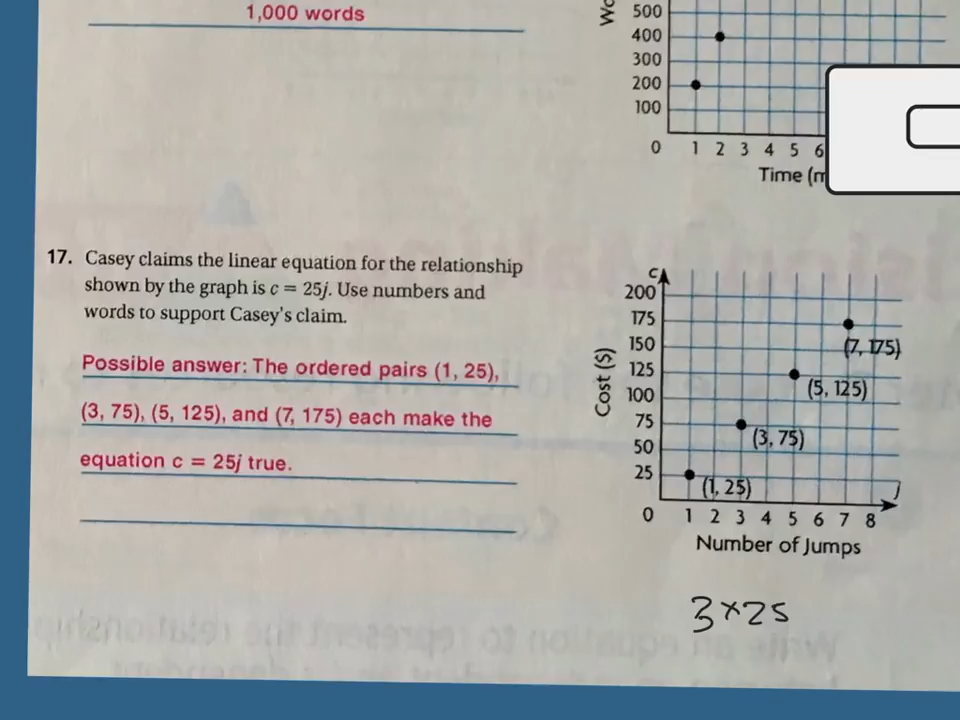 1,000 words
500
400
300
200
100
0 1 2 3 4 5 6
Time (m
17. Casey claims the linear equation for the relationship
shown by the graph is c = 25j. Use numbers and
words to support Casey's claim.
Possible answer: The ordered pairs (1, 25),
(3, 75), (5, 125), and (7, 175) each make the
equation c = 25j true.
c
200
175
150
125
100
75
50
25
Cost ($)
(7, 175)
(5, 125)
(3, 75)
(1, 25)
j
0 1 2 3 4 5 6 7 8
Number of Jumps
3×25